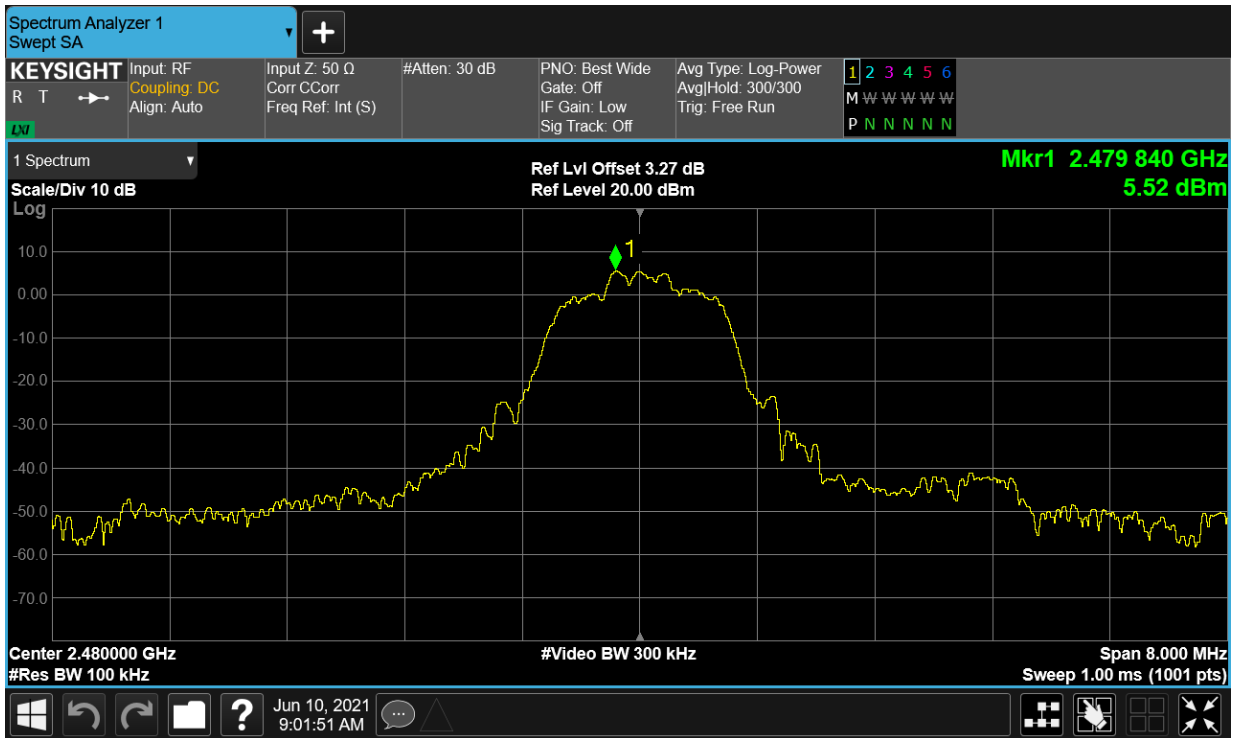 Spectrum Analyzer 1
Swept SA
+
KEYSIGHT
R T
LXI
Input: RF
Coupling: DC
Align: Auto
Input Z: 50 Ω
Corr CCorr
Freq Ref: Int (S)
#Atten: 30 dB
PNO: Best Wide
Gate: Off
IF Gain: Low
Sig Track: Off
Avg Type: Log-Power
Avg|Hold: 300/300
Trig: Free Run
1 2 3 4 5 6
M W W W W W
P N N N N N
1 Spectrum
Scale/Div 10 dB
Ref Lvl Offset 3.27 dB
Ref Level 20.00 dBm
Mkr1 2.479 840 GHz
5.52 dBm
Log
1
10.0
0.00
-10.0
-20.0
-30.0
-40.0
-50.0
-60.0
-70.0
Center 2.480000 GHz
#Res BW 100 kHz
#Video BW 300 kHz
Span 8.000 MHz
Sweep 1.00 ms (1001 pts)
?
Jun 10, 2021
9:01:51 AM